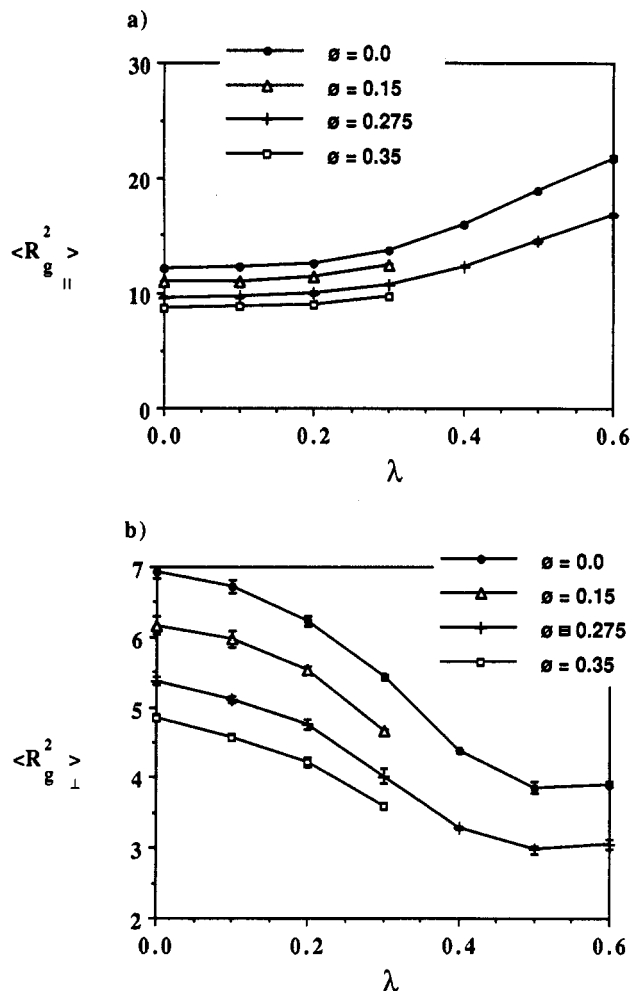 a)
ø = 0.0
ø = 0.15
ø = 0.275
ø = 0.35
30
20
10
0
<R²g||>
0.0 0.2 0.4 0.6
λ
b)
ø = 0.0
ø = 0.15
ø = 0.275
ø = 0.35
7
6
5
4
3
2
<R²g⊥>
0.0 0.2 0.4 0.6
λ